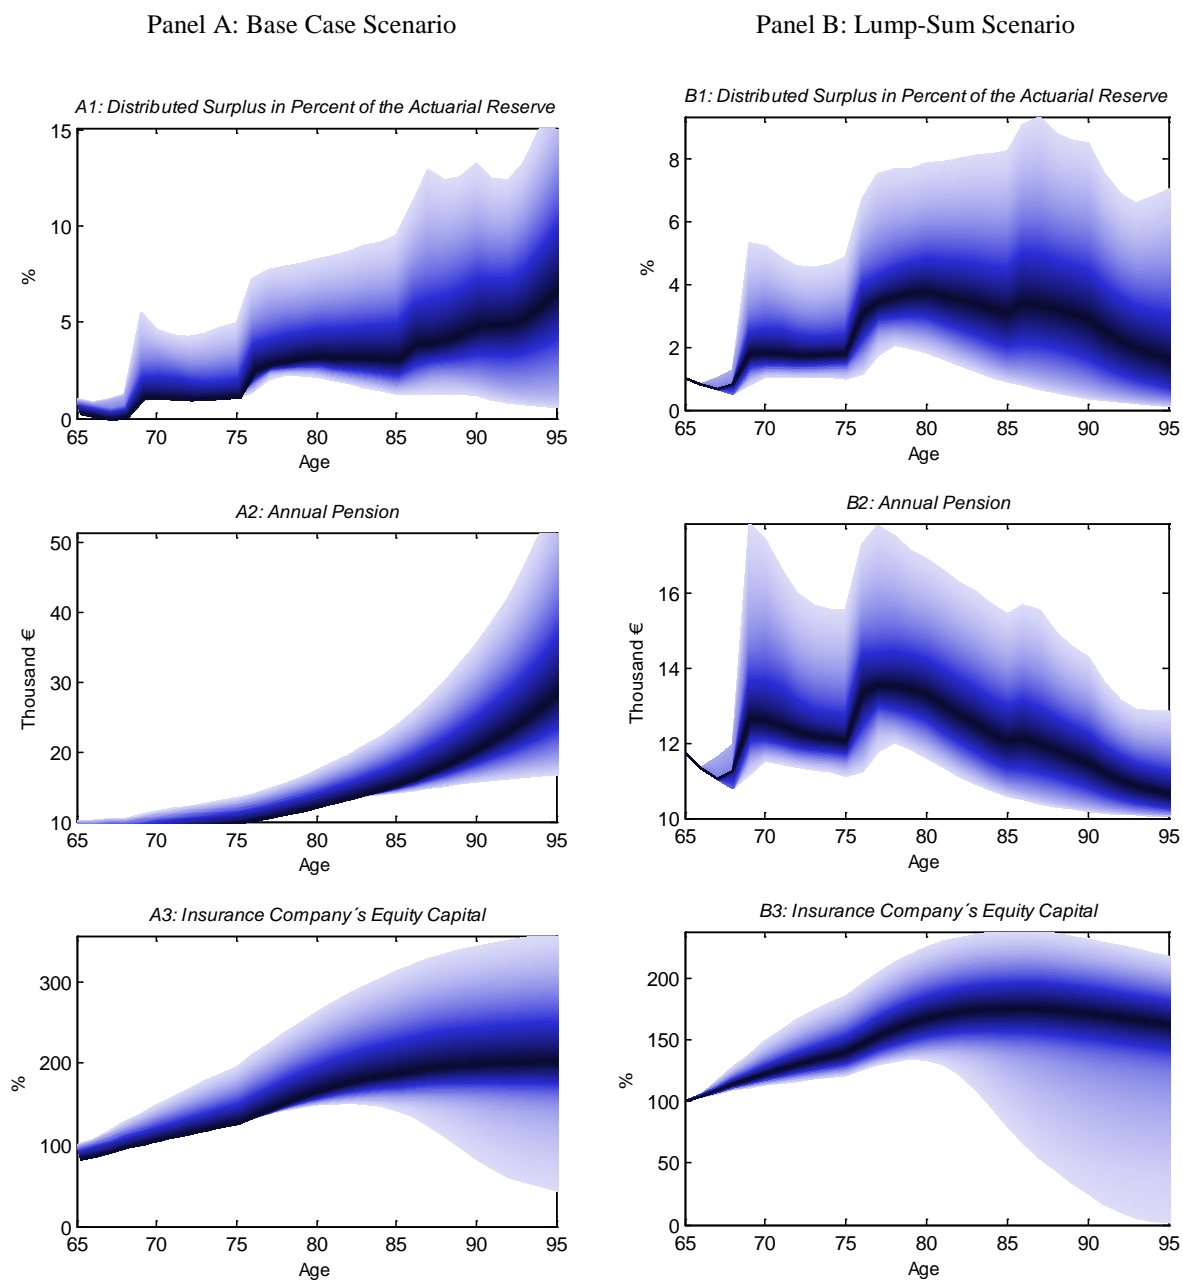 Panel A: Base Case Scenario
Panel B: Lump-Sum Scenario
A1: Distributed Surplus in Percent of the Actuarial Reserve
15
10
5
0
%
65 70 75 80 85 90 95
Age
B1: Distributed Surplus in Percent of the Actuarial Reserve
8
6
4
2
0
%
65 70 75 80 85 90 95
Age
A2: Annual Pension
50
40
30
20
10
Thousand €
65 70 75 80 85 90 95
Age
B2: Annual Pension
16
14
12
10
Thousand €
65 70 75 80 85 90 95
Age
A3: Insurance Company´s Equity Capital
300
200
100
0
%
65 70 75 80 85 90 95
Age
B3: Insurance Company´s Equity Capital
200
150
100
50
0
%
65 70 75 80 85 90 95
Age